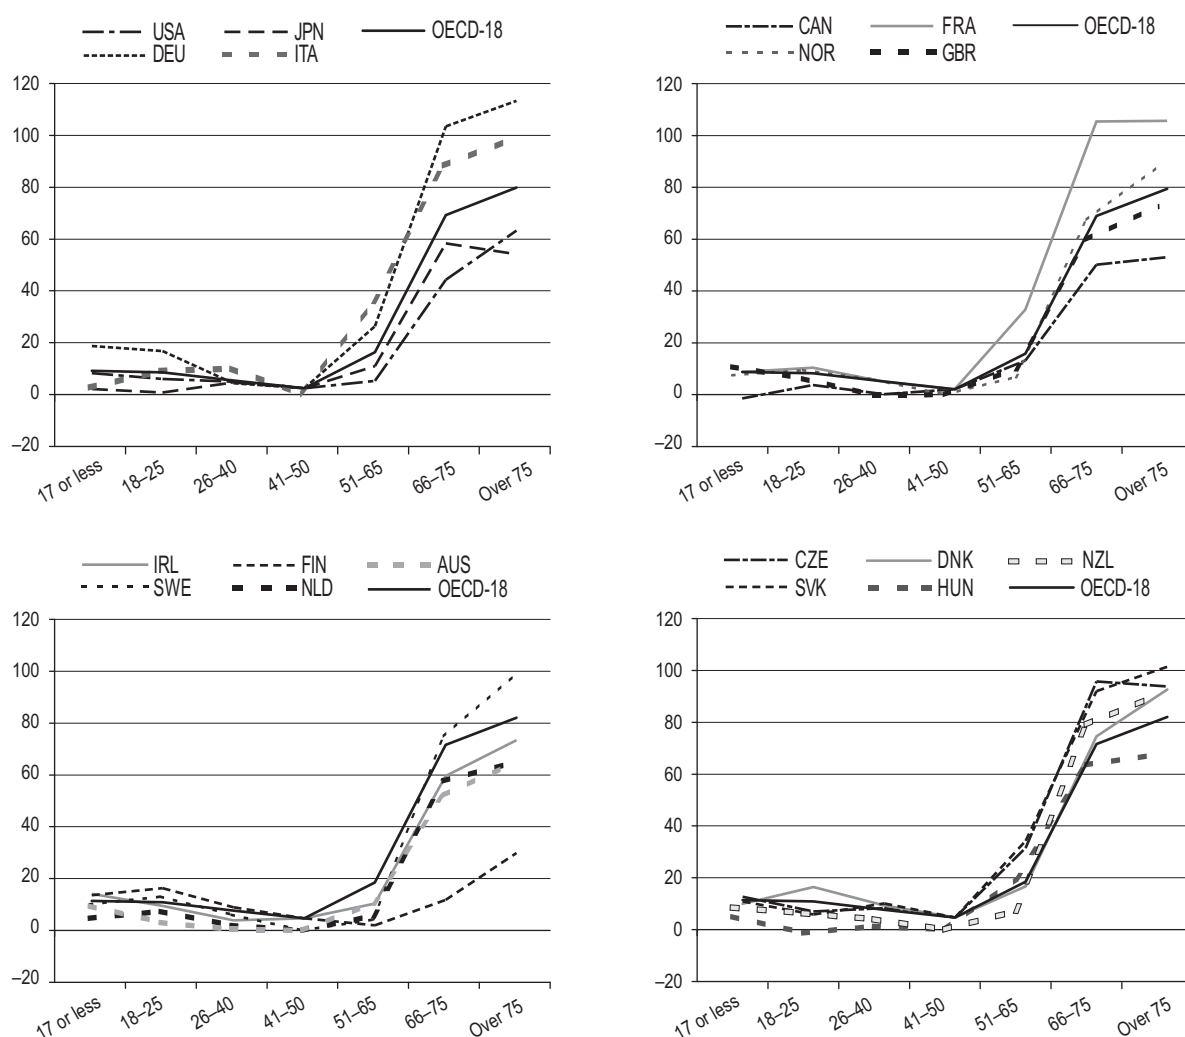 USA JPN OECD-18
DEU ITA
120
100
80
60
40
20
0
–20
17 or less 18–25 26–40 41–50 51–65 66–75 Over 75
CAN FRA OECD-18
NOR GBR
120
100
80
60
40
20
0
–20
17 or less 18–25 26–40 41–50 51–65 66–75 Over 75
IRL FIN AUS
SWE NLD OECD-18
120
100
80
60
40
20
0
–20
17 or less 18–25 26–40 41–50 51–65 66–75 Over 75
CZE DNK NZL
SVK HUN OECD-18
120
100
80
60
40
20
0
–20
17 or less 18–25 26–40 41–50 51–65 66–75 Over 75